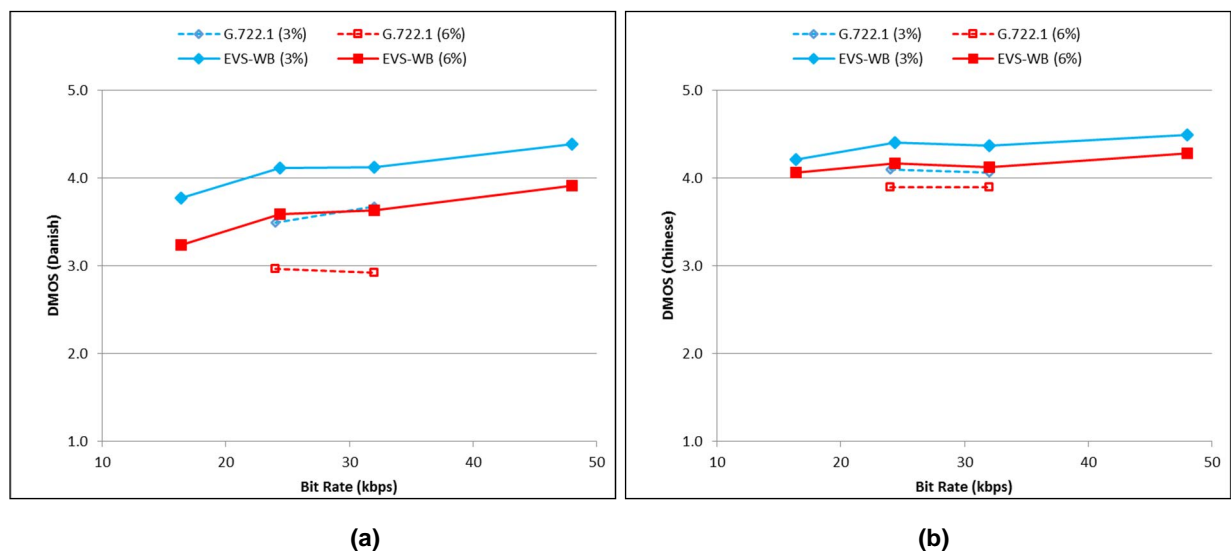 G.722.1 (3%) G.722.1 (6%)
EVS-WB (3%) EVS-WB (6%)
5.0
4.0
3.0
2.0
1.0
DMOS (Danish)
10 20 30 40 50
Bit Rate (kbps)
(a)
G.722.1 (3%) G.722.1 (6%)
EVS-WB (3%) EVS-WB (6%)
5.0
4.0
3.0
2.0
1.0
DMOS (Chinese)
10 20 30 40 50
Bit Rate (kbps)
(b)